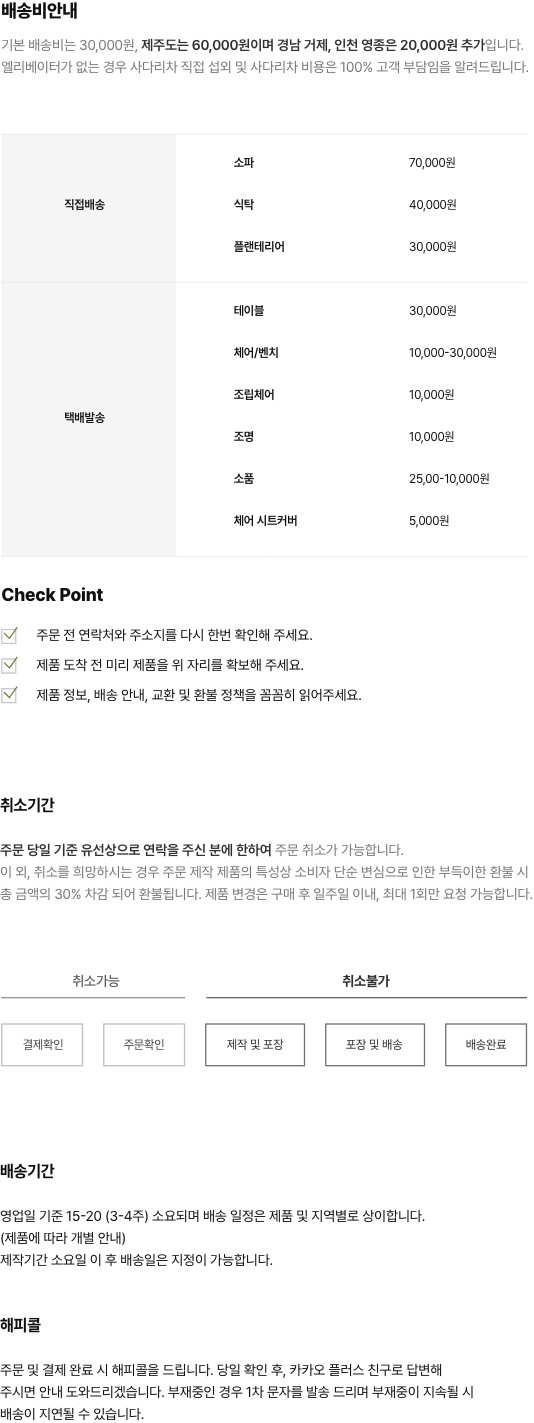 배송비안내
기본 배송비는 30,000원, 제주도는 60,000원이며 경남 거제, 인천 영종은 20,000원 추가입니다.
엘리베이터가 없는 경우 사다리차 직접 섭외 및 사다리차 비용은 100% 고객 부담임을 알려드립니다.
직접배송
소파 70,000원
식탁 40,000원
플랜테리어 30,000원
택배발송
테이블 30,000원
체어/벤치 10,000-30,000원
조립체어 10,000원
조명 10,000원
소품 25,00-10,000원
체어 시트커버 5,000원
Check Point
주문 전 연락처와 주소지를 다시 한번 확인해 주세요.
제품 도착 전 미리 제품을 위 자리를 확보해 주세요.
제품 정보, 배송 안내, 교환 및 환불 정책을 꼼꼼히 읽어주세요.
취소기간
주문 당일 기준 유선상으로 연락을 주신 분에 한하여 주문 취소가 가능합니다.
이 외, 취소를 희망하시는 경우 주문 제작 제품의 특성상 소비자 단순 변심으로 인한 부득이한 환불 시
총 금액의 30% 차감 되어 환불됩니다. 제품 변경은 구매 후 일주일 이내, 최대 1회만 요청 가능합니다.
취소가능 취소불가
결제확인 주문확인 제작 및 포장 포장 및 배송 배송완료
배송기간
영업일 기준 15-20 (3-4주) 소요되며 배송 일정은 제품 및 지역별로 상이합니다.
(제품에 따라 개별 안내)
제작기간 소요일 이 후 배송일은 지정이 가능합니다.
해피콜
주문 및 결제 완료 시 해피콜을 드립니다. 당일 확인 후, 카카오 플러스 친구로 답변해
주시면 안내 도와드리겠습니다. 부재중인 경우 1차 문자를 발송 드리며 부재중이 지속될 시
배송이 지연될 수 있습니다.